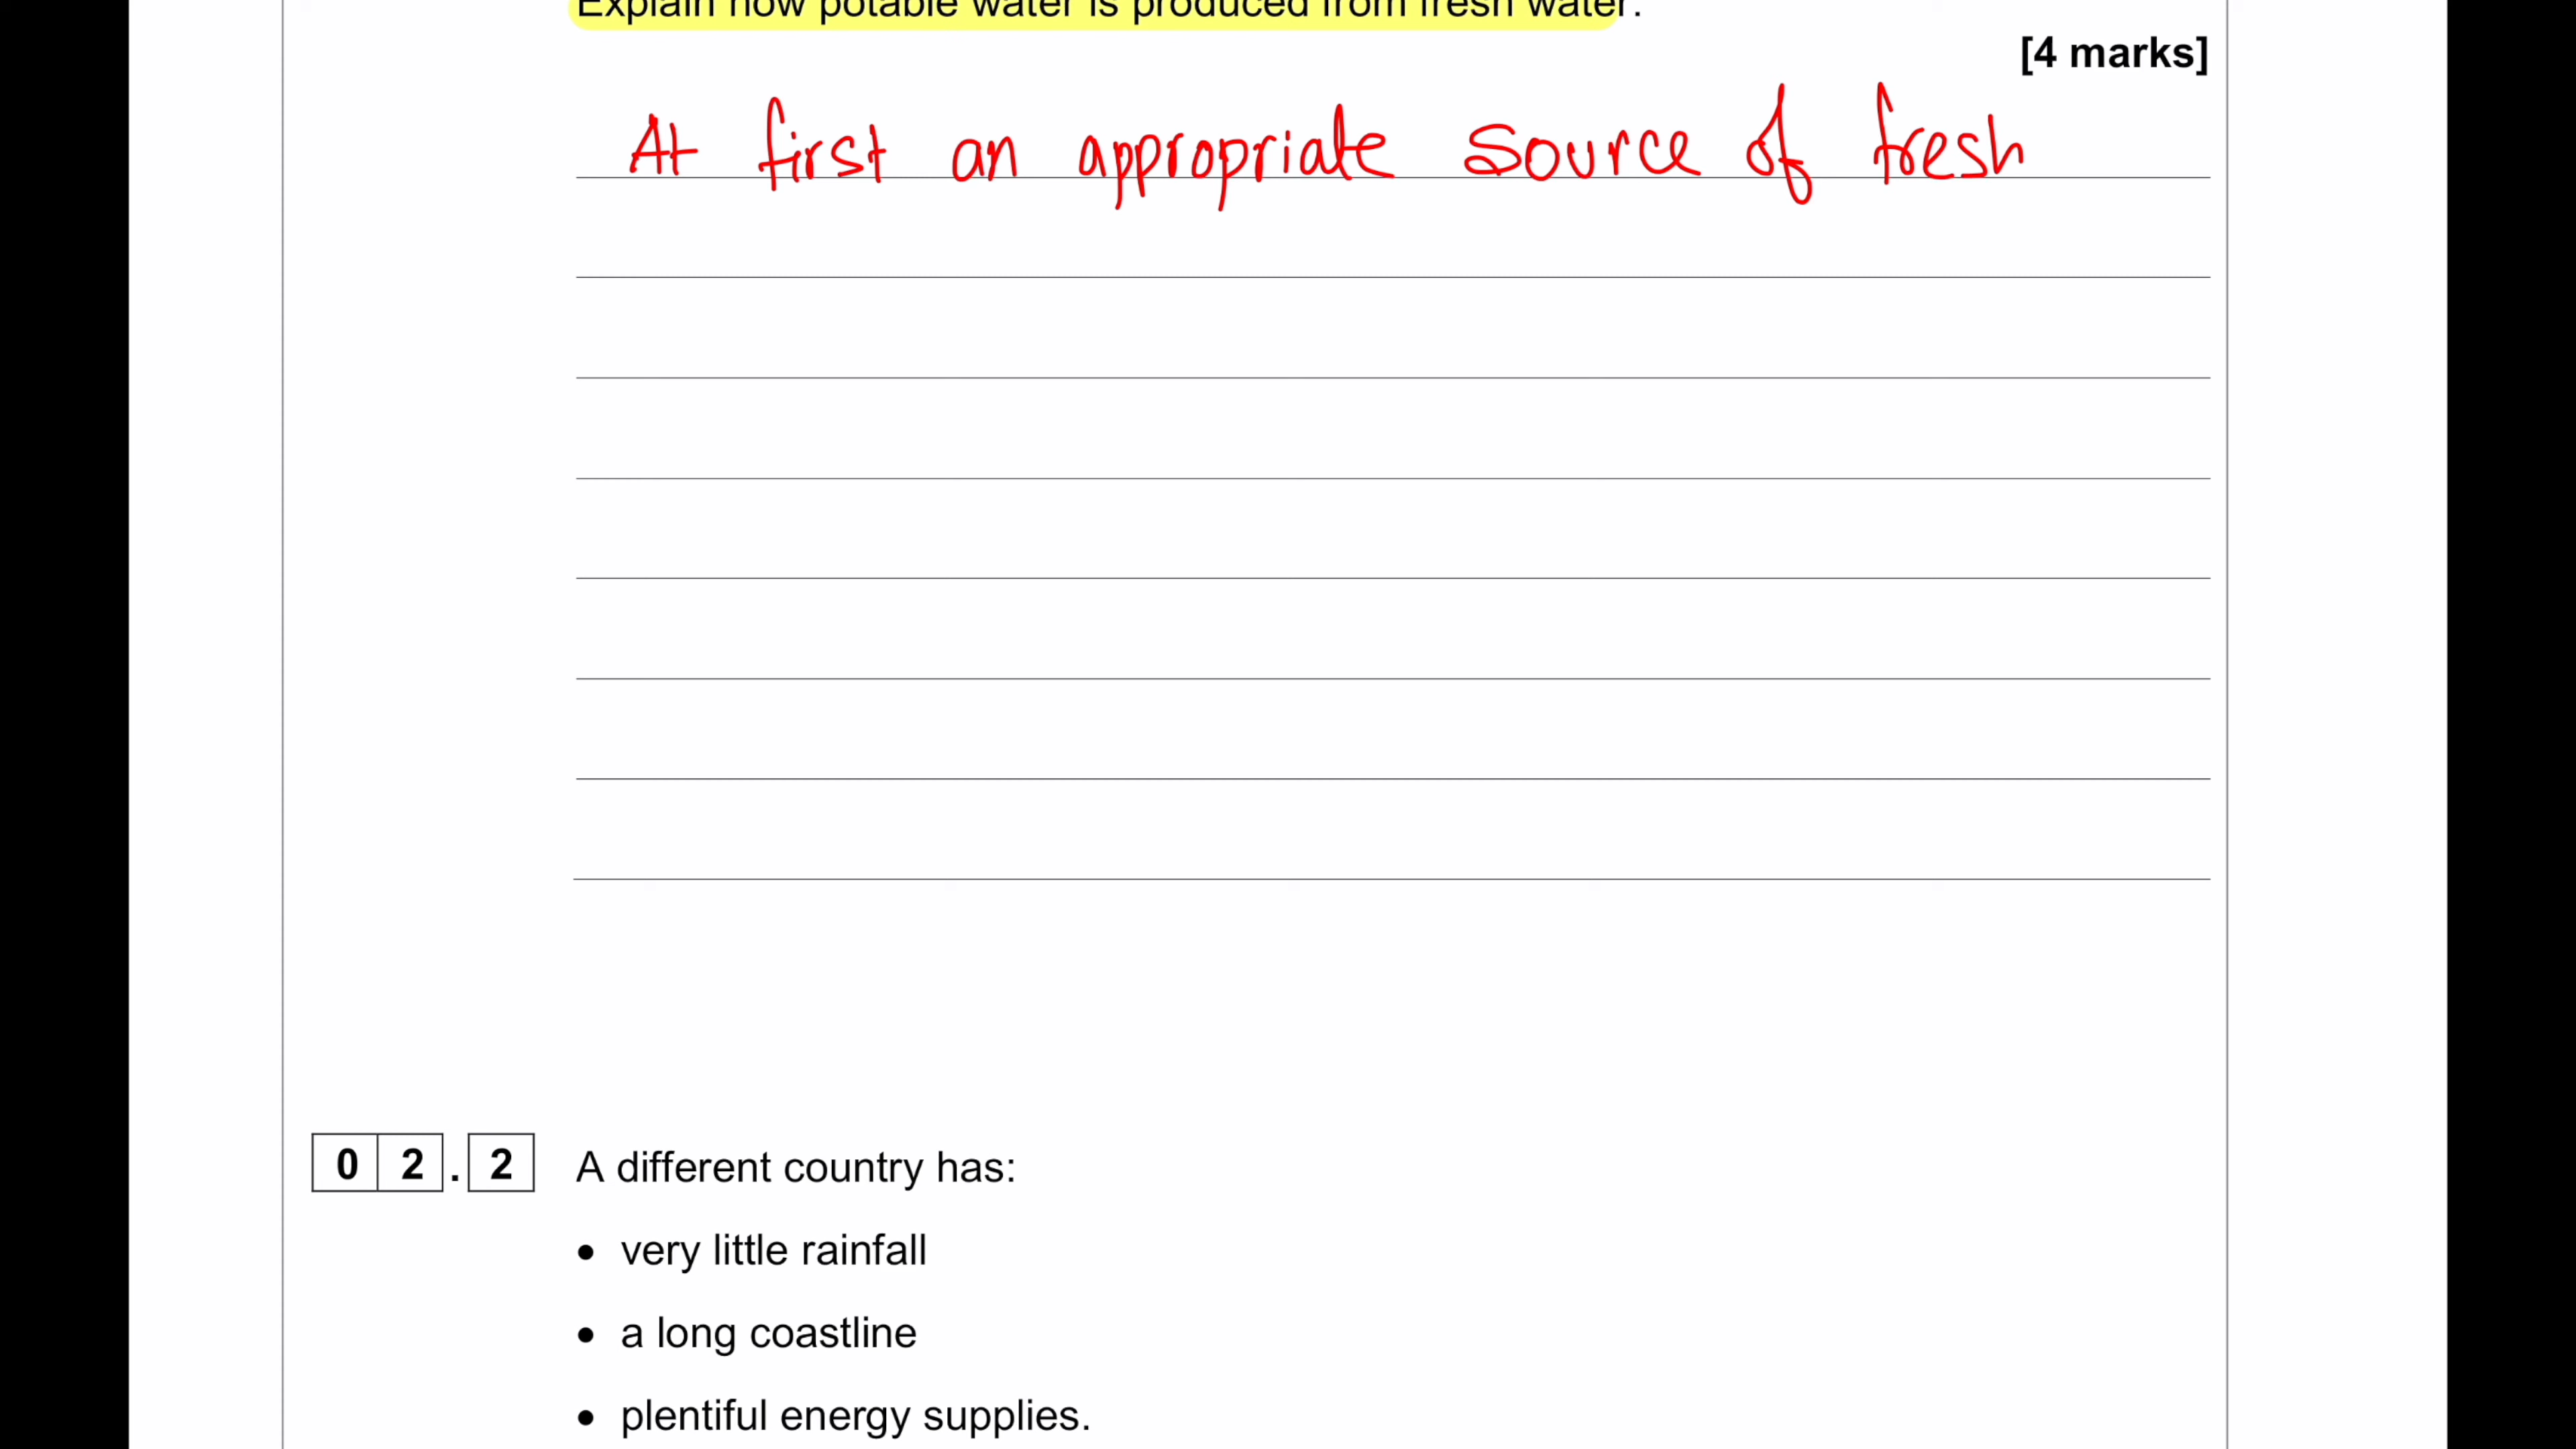 Explain how potable water is produced from fresh water.
[4 marks]
At first an appropriate source of fresh
0 2 . 2 A different country has:
• very little rainfall
• a long coastline
• plentiful energy supplies.